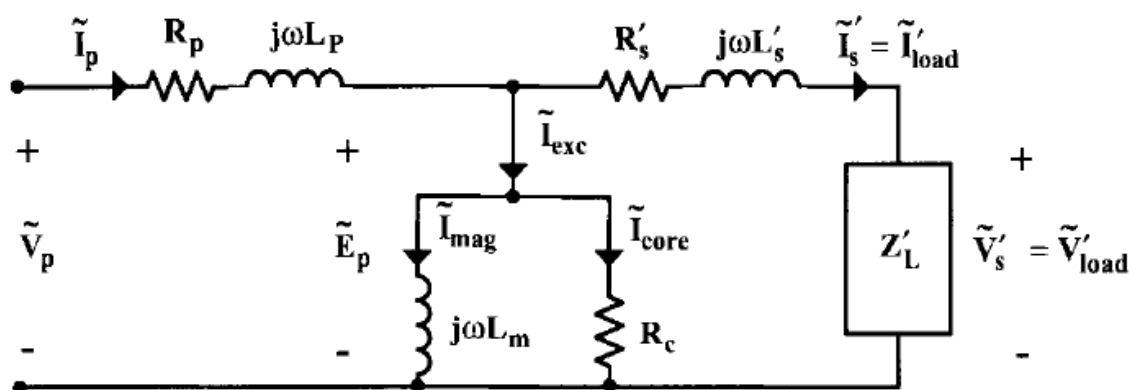 Ĩp Rp jωLP R's jωL's Ĩ's = Ĩ'load
+ + Ĩexc +
Ĩmag Ĩcore
Ṽp Ẽp Z'L Ṽ's = Ṽ'load
jωLm Rc
- - -